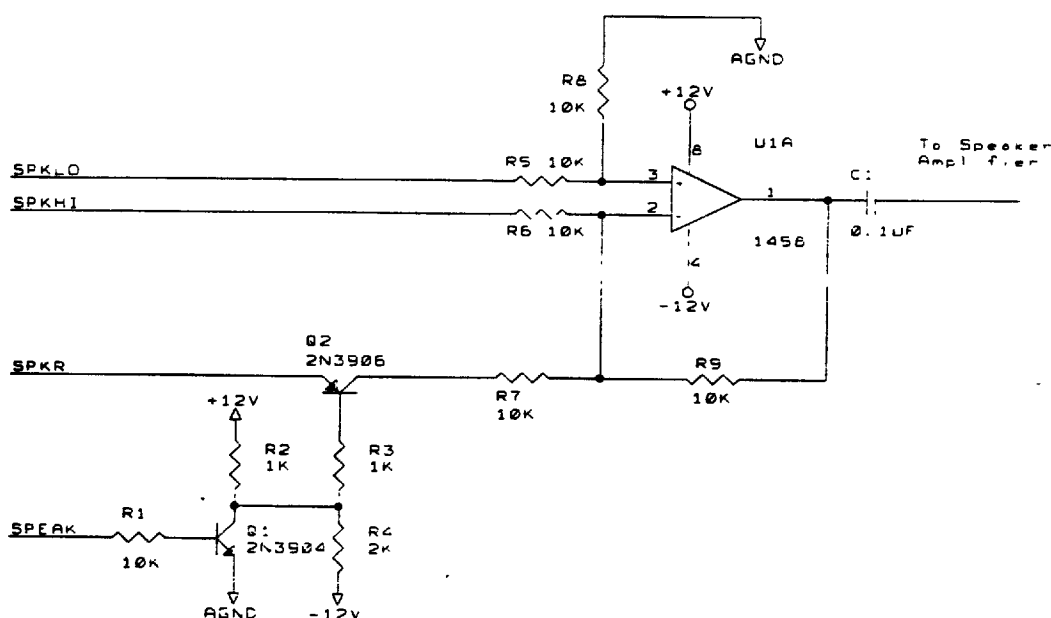 AGND
R8
10K
+12V
8
U1A
To Speaker
Amplifier
SPKLO
R5 10K
3
+
C1
SPKHI
2
-
1
R6 10K
1458
0.1UF
4
-12V
Q2
2N3906
SPKR
R9
R7
10K
10K
+12V
R2
1K
R3
1K
R1
SPEAK
Q1
2N3904
R4
2K
10K
AGND
-12V